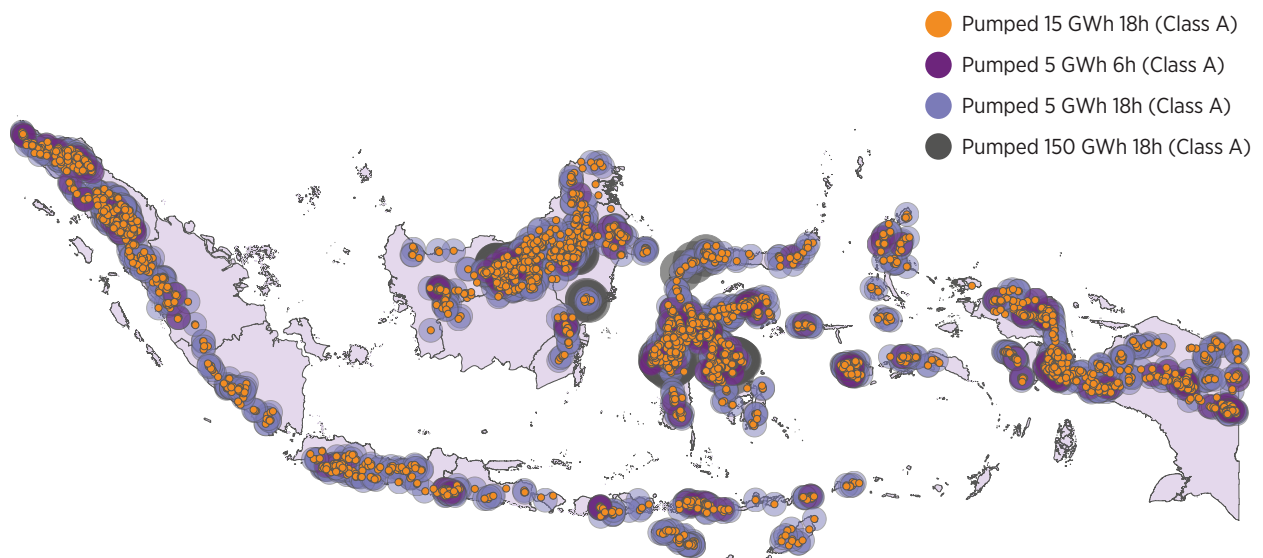 Pumped 15 GWh 18h (Class A)
Pumped 5 GWh 6h (Class A)
Pumped 5 GWh 18h (Class A)
Pumped 150 GWh 18h (Class A)